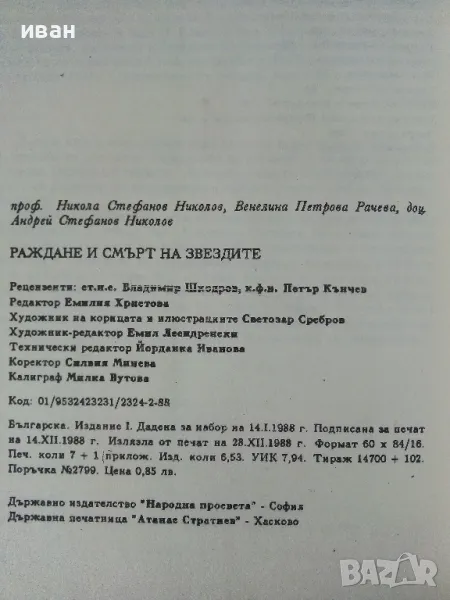 иван
проф. Никола Стефанов Николов, Венелина Петрова Рачева, доц.
Андрей Стефанов Николов
РАЖДАНЕ И СМЪРТ НА ЗВЕЗДИТЕ
Рецензенти: ст.н.с. Владимир Шкодров, к.ф.н. Петър Кънчев
Редактор Емилия Христова
Художник на корицата и илюстрациите Светозар Сребров
Художник-редактор Емил Леендренски
Технически редактор Йорданка Иванова
Коректор Силвия Минева
Калиграф Милка Вутова
Код: 01/9532423231/2324-2-88
Българска. Издание I. Дадена за набор на 14.I.1988 г. Подписана за печат
на 14.XII.1988 г. Излязла от печат на 28.XII.1988 г. Формат 60 х 84/16.
Печ. коли 7 + 1 прилож. Изд. коли 6,53. УИК 7,94. Тираж 14700 + 102.
Поръчка №2799. Цена 0,85 лв.
Държавно издателство "Народна просвета" - София
Държавна печатница "Атанас Стратиев" - Хасково
BAZAR